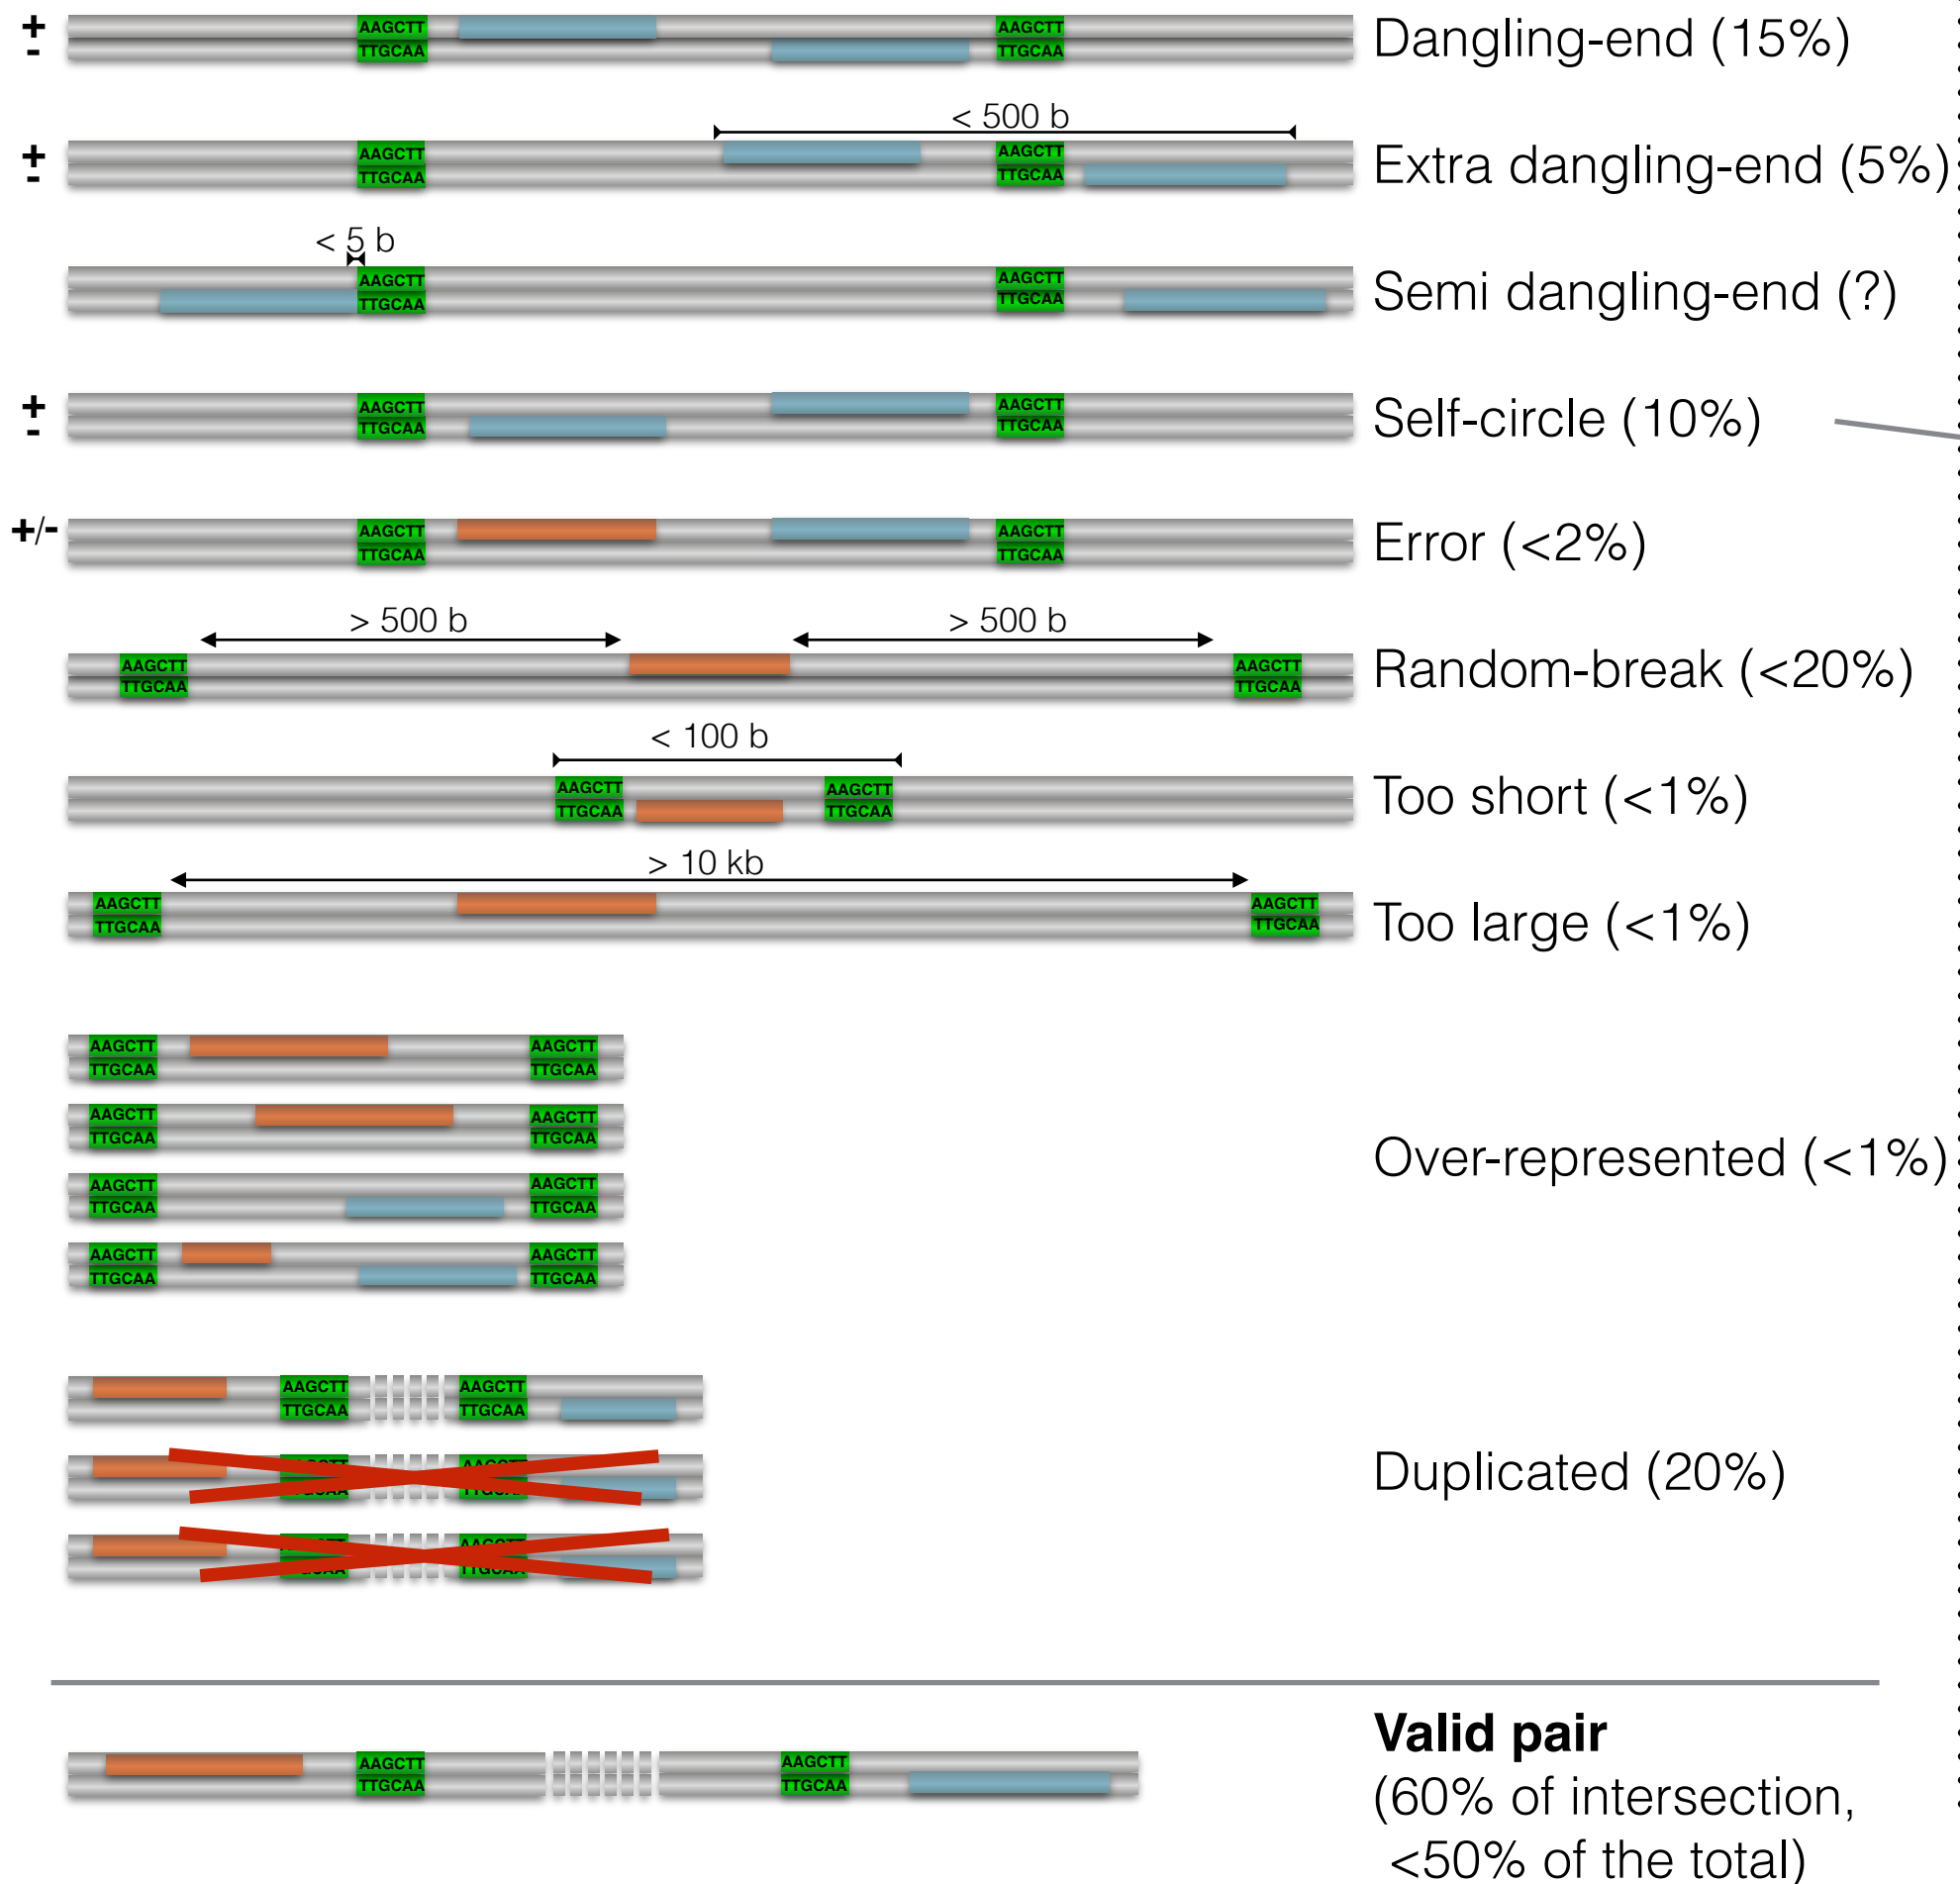 + AAGCTT AAGCTT Dangling-end (15%)
- TTGCAA TTGCAA
< 500 b
+ AAGCTT AAGCTT Extra dangling-end (5%)
- TTGCAA TTGCAA
< 5 b
AAGCTT AAGCTT Semi dangling-end (?)
TTGCAA TTGCAA
+ AAGCTT AAGCTT Self-circle (10%)
- TTGCAA TTGCAA
+/- AAGCTT AAGCTT Error (<2%)
TTGCAA TTGCAA
> 500 b > 500 b
AAGCTT AAGCTT Random-break (<20%)
TTGCAA TTGCAA
< 100 b
AAGCTT AAGCTT Too short (<1%)
TTGCAA TTGCAA
> 10 kb
AAGCTT AAGCTT Too large (<1%)
TTGCAA TTGCAA
AAGCTT AAGCTT
TTGCAA TTGCAA
AAGCTT AAGCTT
TTGCAA TTGCAA
Over-represented (<1%)
AAGCTT AAGCTT
TTGCAA TTGCAA
AAGCTT AAGCTT
TTGCAA TTGCAA
AAGCTT AAGCTT
TTGCAA TTGCAA
Duplicated (20%)
Valid pair
AAGCTT AAGCTT
TTGCAA TTGCAA
(60% of intersection,
<50% of the total)